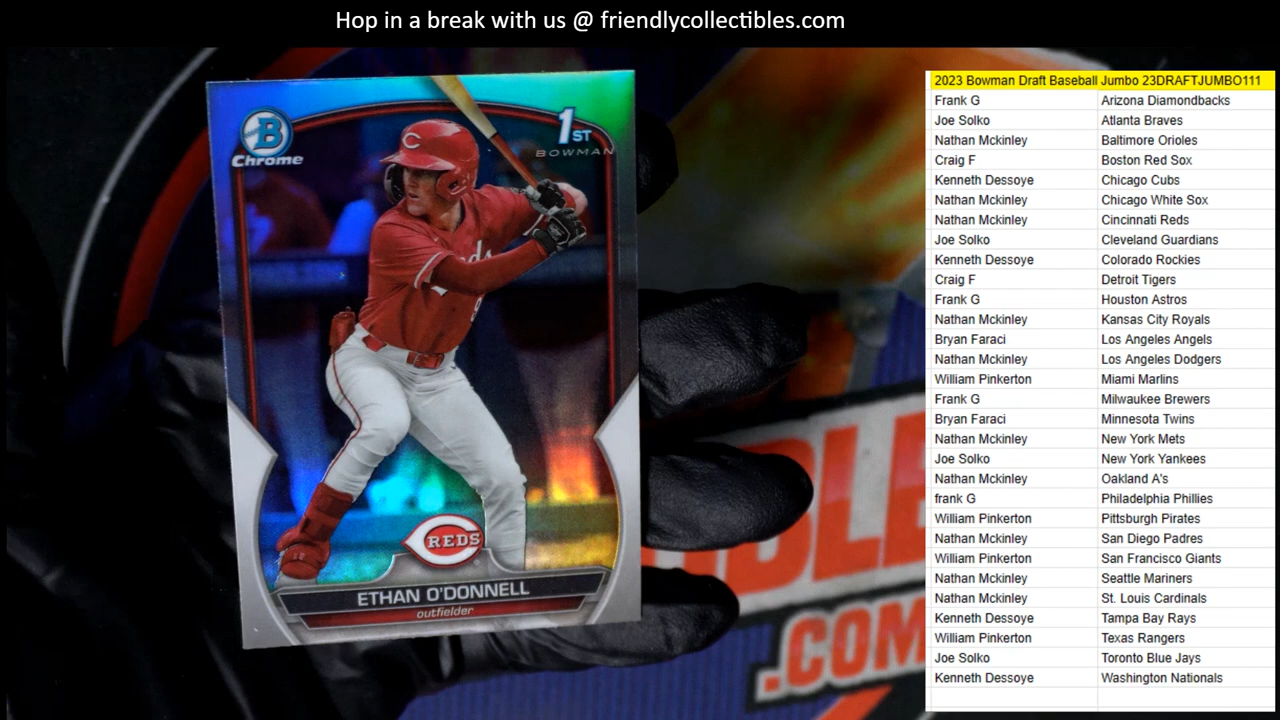 Hop in a break with us @ friendlycollectibles.com
B
Chrome
1ST
BOWMAN
C
REDS
ETHAN O'DONNELL
outfielder
.COM
2023 Bowman Draft Baseball Jumbo 23DRAFTJUMBO111
Frank G Arizona Diamondbacks
Joe Solko Atlanta Braves
Nathan Mckinley Baltimore Orioles
Craig F Boston Red Sox
Kenneth Dessoye Chicago Cubs
Nathan Mckinley Chicago White Sox
Nathan Mckinley Cincinnati Reds
Joe Solko Cleveland Guardians
Kenneth Dessoye Colorado Rockies
Craig F Detroit Tigers
Frank G Houston Astros
Nathan Mckinley Kansas City Royals
Bryan Faraci Los Angeles Angels
Nathan Mckinley Los Angeles Dodgers
William Pinkerton Miami Marlins
Frank G Milwaukee Brewers
Bryan Faraci Minnesota Twins
Nathan Mckinley New York Mets
Joe Solko New York Yankees
Nathan Mckinley Oakland A's
frank G Philadelphia Phillies
William Pinkerton Pittsburgh Pirates
Nathan Mckinley San Diego Padres
William Pinkerton San Francisco Giants
Nathan Mckinley Seattle Mariners
Nathan Mckinley St. Louis Cardinals
Kenneth Dessoye Tampa Bay Rays
William Pinkerton Texas Rangers
Joe Solko Toronto Blue Jays
Kenneth Dessoye Washington Nationals